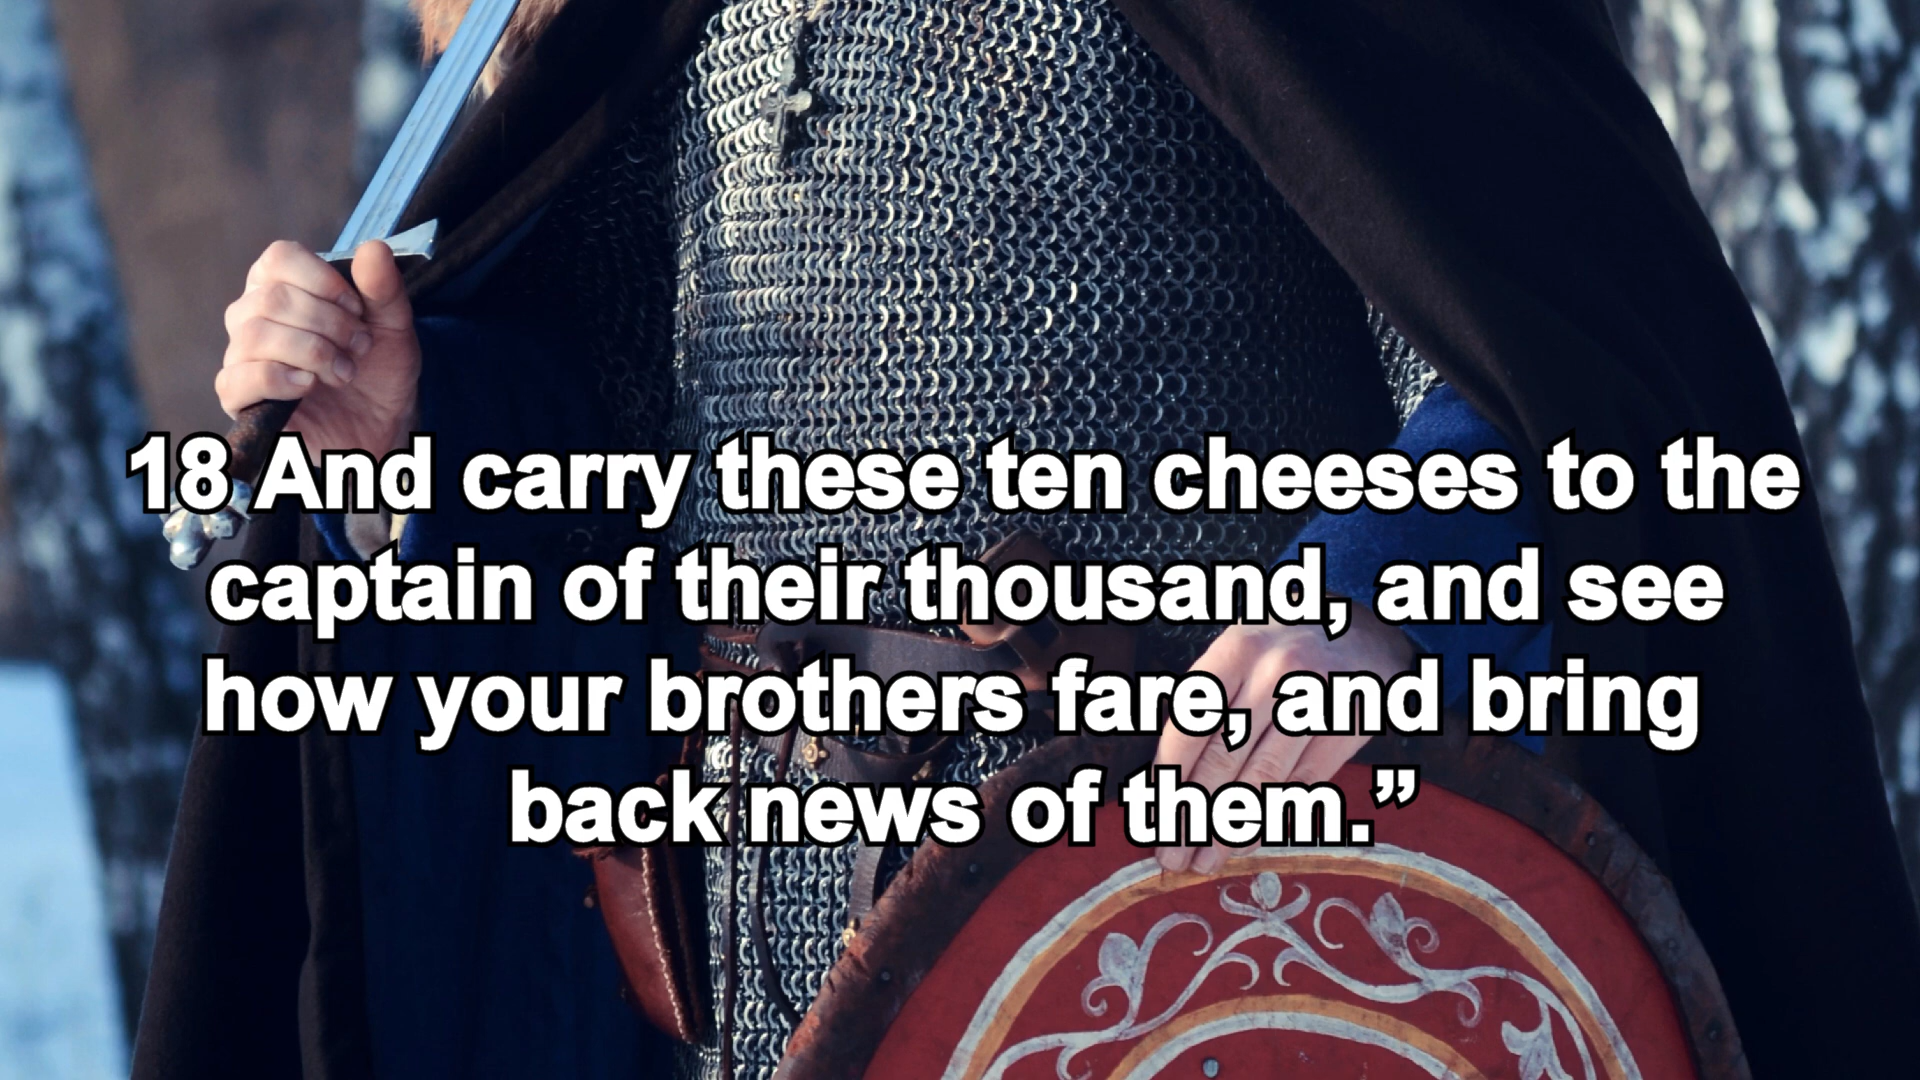 18 And carry these ten cheeses to the
captain of their thousand, and see
how your brothers fare, and bring
back news of them.”